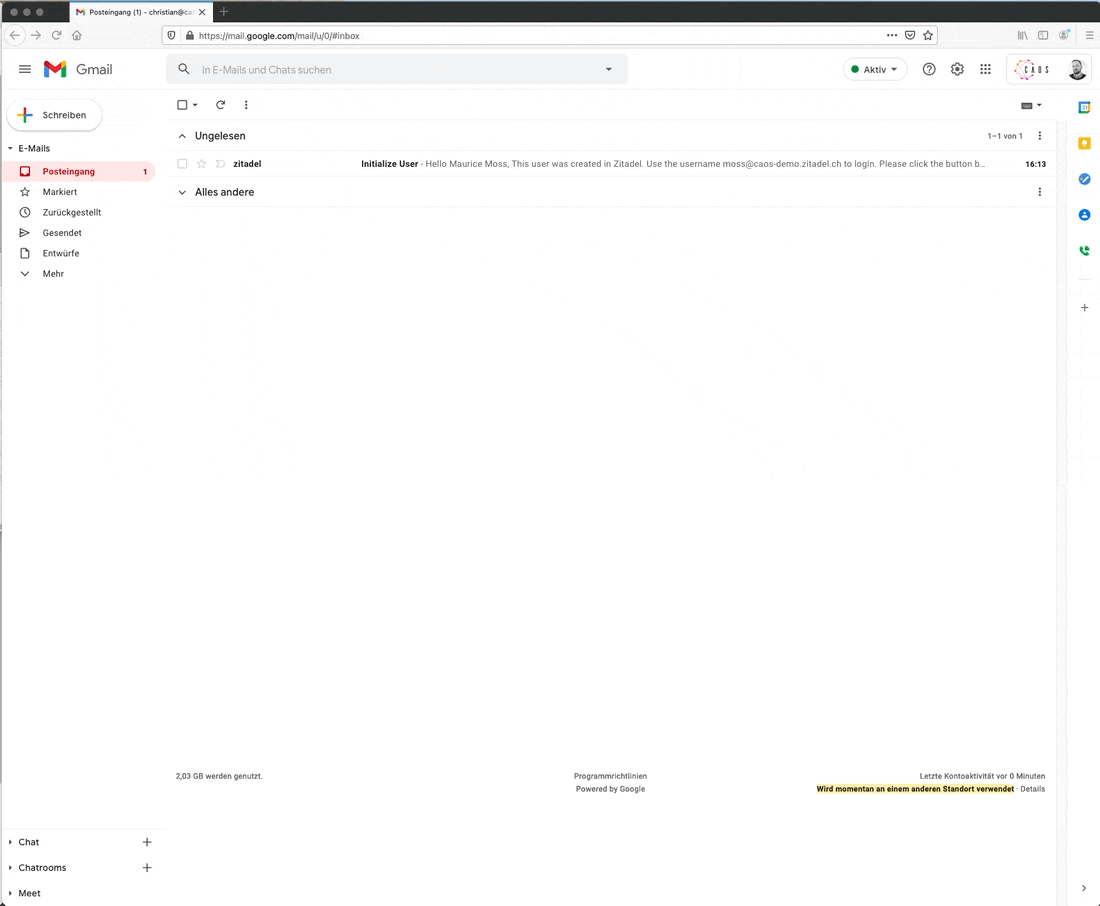 Posteingang (1) - christian@ca
https://mail.google.com/mail/u/0/#inbox
Gmail
In E-Mails und Chats suchen
Aktiv
CAOS
Schreiben
E-Mails
Posteingang 1
Markiert
Zurückgestellt
Gesendet
Entwürfe
Mehr
Ungelesen 1–1 von 1
zitadel Initialize User - Hello Maurice Moss, This user was created in Zitadel. Use the username moss@caos-demo.zitadel.ch to login. Please click the button b... 16:13
Alles andere
2,03 GB werden genutzt.
Programmrichtlinien
Powered by Google
Letzte Kontoaktivität vor 0 Minuten
Wird momentan an einem anderen Standort verwendet · Details
Chat
Chatrooms
Meet